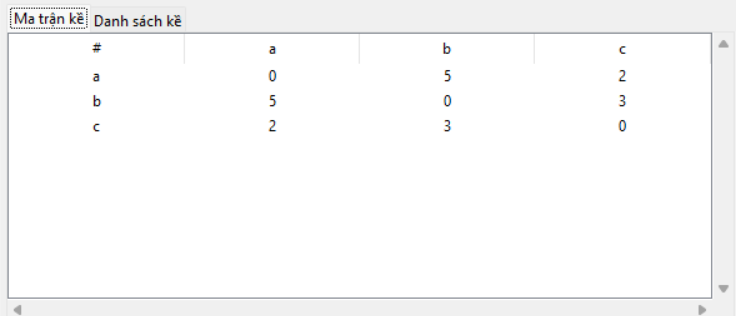 Ma trận kề Danh sách kề
# a b c
a 0 5 2
b 5 0 3
c 2 3 0